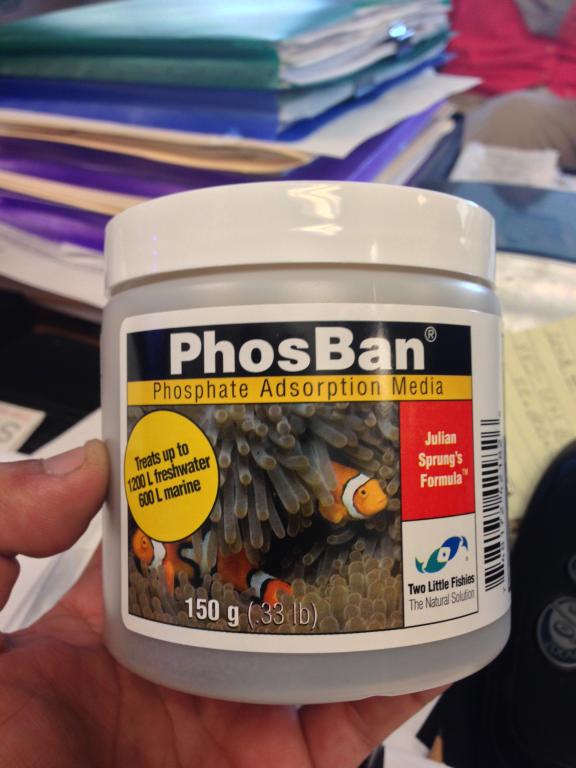 PhosBan®
Phosphate Adsorption Media
Treats up to
1200 L freshwater
600 L marine
Julian
Sprung's
Formula™
Two Little Fishies
The Natural Solution
150 g (.33 lb)